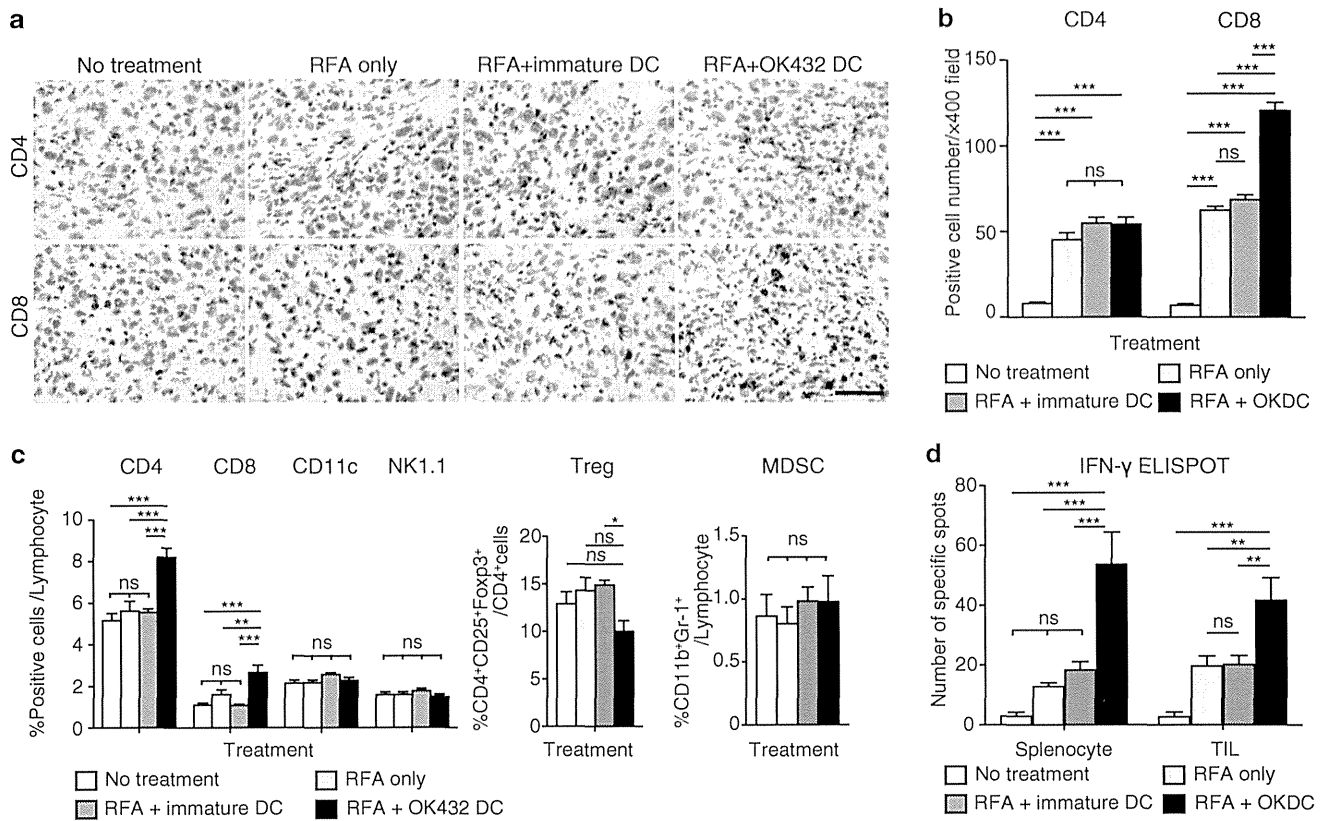 a
No treatment
RFA only
RFA+immature DC
RFA+OK432 DC
CD4
CD8
b
CD4
CD8
Positive cell number/x400 field
150
100
50
0
***
***
***
ns
***
***
***
***
ns
***
Treatment
No treatment
RFA only
RFA + immature DC
RFA + OKDC
c
CD4
CD8
CD11c
NK1.1
%Positive cells /Lymphocyte
10
8
6
4
2
0
***
***
***
ns
***
**
***
ns
ns
ns
Treatment
Treg
%CD4+CD25+Foxp3+
/CD4+cells
20
15
10
5
0
*
ns
ns
Treatment
MDSC
%CD11b+Gr-1+
/Lymphocyte
1.5
1.0
0.5
0
ns
Treatment
No treatment
RFA only
RFA + immature DC
RFA + OK432 DC
d
IFN-γ ELISPOT
Number of specific spots
80
60
40
20
0
***
***
***
ns
***
**
**
ns
Splenocyte
TIL
No treatment
RFA only
RFA + immature DC
RFA + OKDC